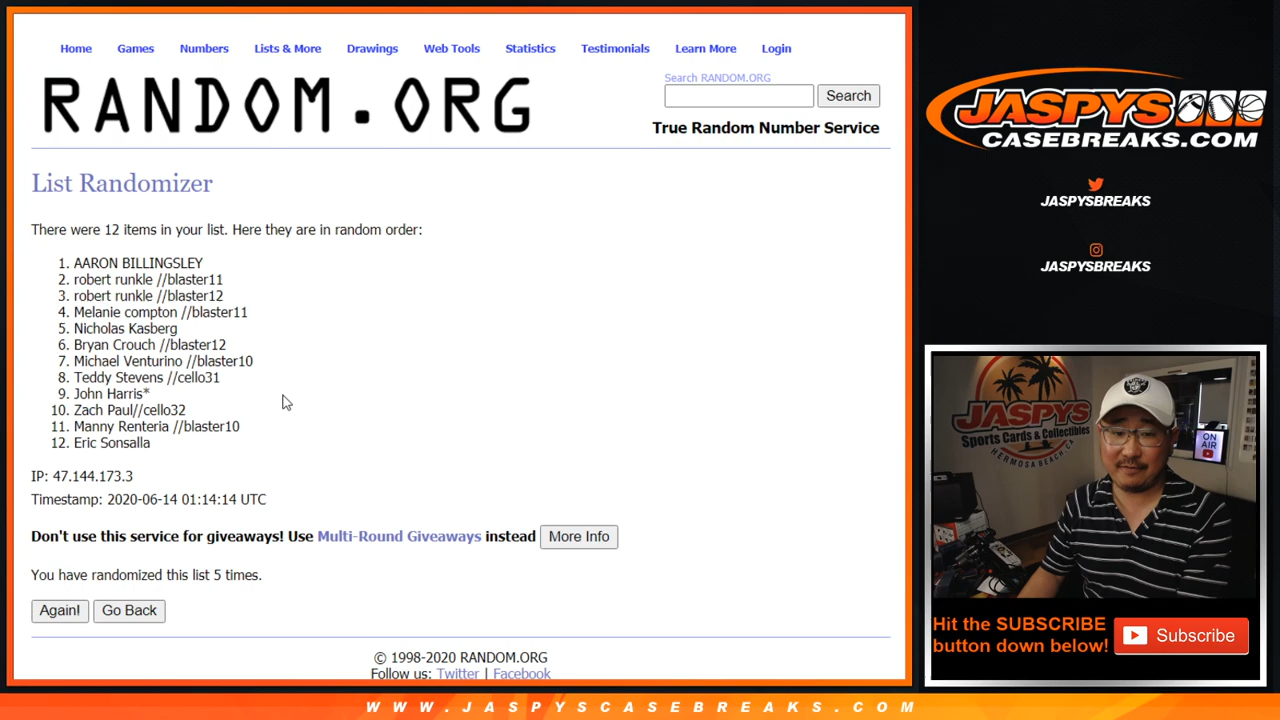 Home Games Numbers Lists & More Drawings Web Tools Statistics Testimonials Learn More Login
RANDOM.ORG
Search RANDOM.ORG
Search
True Random Number Service
List Randomizer
There were 12 items in your list. Here they are in random order:
1. AARON BILLINGSLEY
2. robert runkle //blaster11
3. robert runkle //blaster12
4. Melanie compton //blaster11
5. Nicholas Kasberg
6. Bryan Crouch //blaster12
7. Michael Venturino //blaster10
8. Teddy Stevens //cello31
9. John Harris*
10. Zach Paul//cello32
11. Manny Renteria //blaster10
12. Eric Sonsalla
IP: 47.144.173.3
Timestamp: 2020-06-14 01:14:14 UTC
Don't use this service for giveaways! Use Multi-Round Giveaways instead More Info
You have randomized this list 5 times.
Again! Go Back
© 1998-2020 RANDOM.ORG
Follow us: Twitter | Facebook
JASPYS
CASEBREAKS.COM
JASPYSBREAKS
JASPYSBREAKS
JASPYS
Sports Cards & Collectibles
HERMOSA BEACH, CA
ON
AIR
Hit the SUBSCRIBE
button down below!
Subscribe
WWW.JASPYSCASEBREAKS.COM